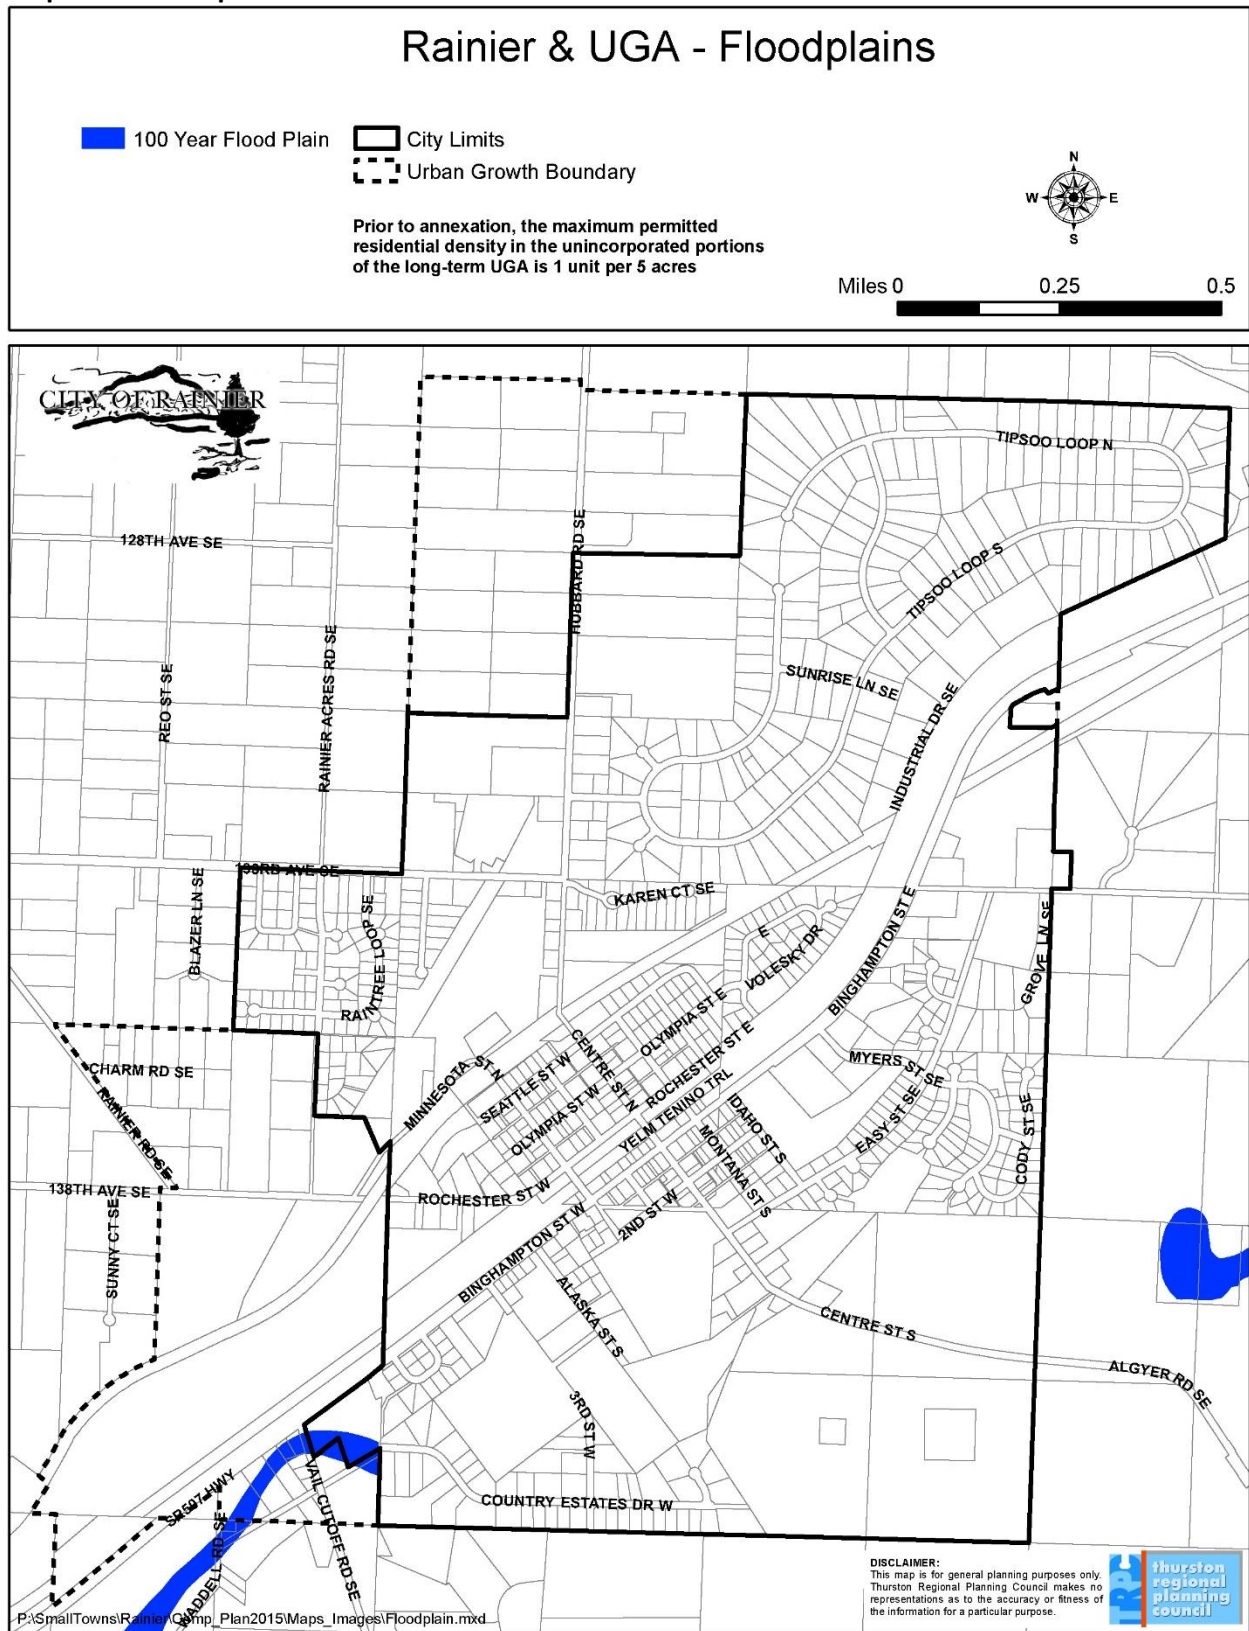 Rainier & UGA - Floodplains
100 Year Flood Plain
City Limits
Urban Growth Boundary
Prior to annexation, the maximum permitted
residential density in the unincorporated portions
of the long-term UGA is 1 unit per 5 acres
N
W E
S
Miles 0 0.25 0.5
CITY OF RAINIER
TIPSOO LOOP N
128TH AVE SE
HUBBARD RD SE
TIPSOO LOOP S
RAINIER ACRES RD SE
REO ST SE
SUNRISE LN SE
INDUSTRIAL DR SE
BLAZER LN SE
KAREN CT SE
RAINTREE LOOP SE
E
VOLESKY DR
BINGHAMPTON ST E
GROVE LN SE
OLYMPIA ST E
CENTRE ST N
ROCHESTER ST E
MINNESOTA ST N
SEATTLE ST W
OLYMPIA ST W
YELM TENINO TRL
MYERS ST SE
CHARM RD SE
RAINIER RD SE
IDAHO ST S
EASY ST SE
MONTANA ST S
CODY ST SE
138TH AVE SE
ROCHESTER ST W
2ND ST W
SUNNY CT SE
BINGHAMPTON ST W
ALASKA ST S
CENTRE ST S
ALGYER RD SE
3RD ST W
SR507 HWY
VAIL CUTOFF RD SE
COUNTRY ESTATES DR W
WADDELL RD SE
P:\SmallTowns\Rainier\Comp_Plan2015\Maps_Images\Floodplain.mxd
DISCLAIMER:
This map is for general planning purposes only.
Thurston Regional Planning Council makes no
representations as to the accuracy or fitness of
the information for a particular purpose.
TRPC
thurston
regional
planning
council